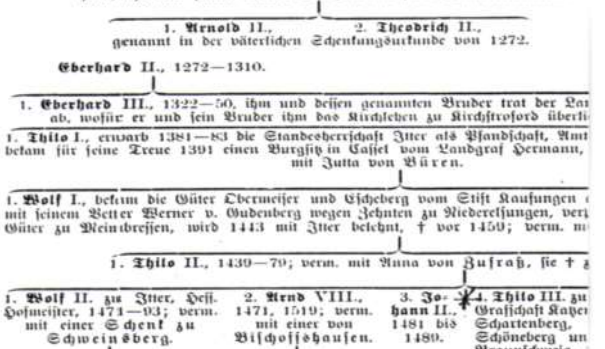 1. Arnold II., 2. Theodrich II.,
genannt in der väterlichen Schenkungsurkunde von 1272.
Eberhard II., 1272—1310.
1. Eberhard III., 1322—50, ihm und dessen genannten Bruder trat der Lan
ab, wofür er und sein Bruder ihm das Kirchlehen zu Kirchströford überli
1. Thilo I., erwarb 1381—83 die Standesherrschaft Itter als Pfandschaft, Amt
bekam für seine Treue 1391 einen Burgsitz in Cassel vom Landgraf Hermann,
mit Jutta von Büren.
1. Wolf I., bekam die Güter Obermeiser und Escheberg vom Stift Kaufungen
mit seinem Vetter Werner v. Gudenberg wegen Zehnten zu Niederelsungen, verk
Güter zu Meimbressen, wird 1443 mit Itter belehnt, † vor 1459; verm. m
1. Thilo II., 1439—79; verm. mit Anna von Zufraß, sie †
1. Wolf II. zu Itter, Hess. 2. Arnd VIII., 3. Jo- 4. Thilo III. zu
Hofmeister, 1471—93; verm. 1471, 1519; verm. hann II., Grafschaft Katzen
mit einer Schenk zu mit einer von 1481 bis Schartenberg,
Schweinsberg. Bischoffshausen. 1489. Schöneberg un